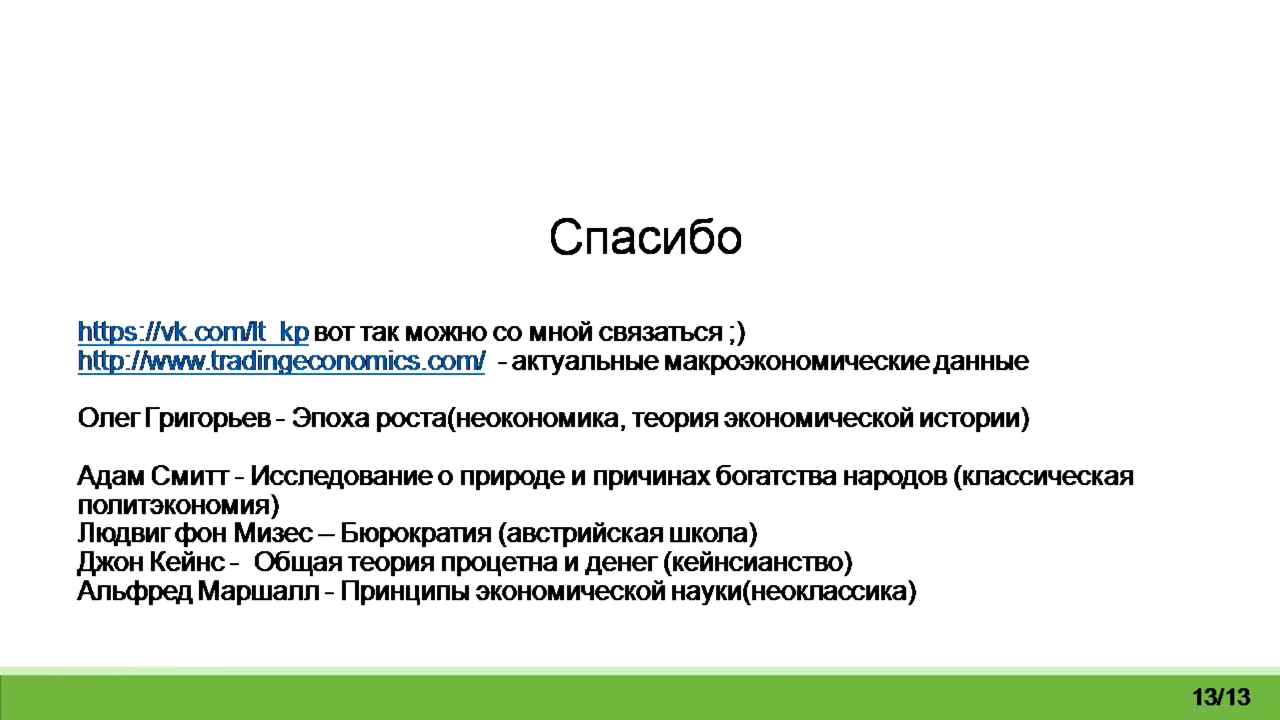 Спасибо
https://vk.com/lt_kp вот так можно со мной связаться ;)
http://www.tradingeconomics.com/ - актуальные макроэкономические данные
Олег Григорьев - Эпоха роста(неокономика, теория экономической истории)
Адам Смитт - Исследование о природе и причинах богатства народов (классическая
политэкономия)
Людвиг фон Мизес – Бюрократия (австрийская школа)
Джон Кейнс - Общая теория процетна и денег (кейнсианство)
Альфред Маршалл - Принципы экономической науки(неоклассика)
13/13